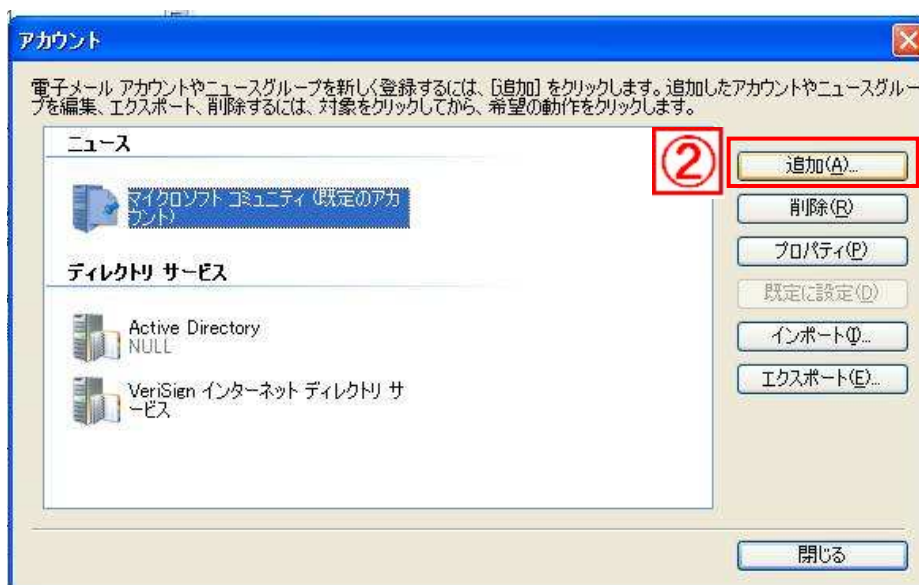 アカウント
電子メール アカウントやニュースグループを新しく登録するには、[追加] をクリックします。追加したアカウントやニュースグルー
プを編集、エクスポート、削除するには、対象をクリックしてから、希望の動作をクリックします。
ニュース
② 追加(A)...
マイクロソフト コミュニティ (既定のアカ
ウント)
削除(R)
プロパティ(P)
ディレクトリ サービス
既定に設定(D)
Active Directory
NULL
インポート(I)...
エクスポート(E)...
VeriSign インターネット ディレクトリ サ
ービス
閉じる